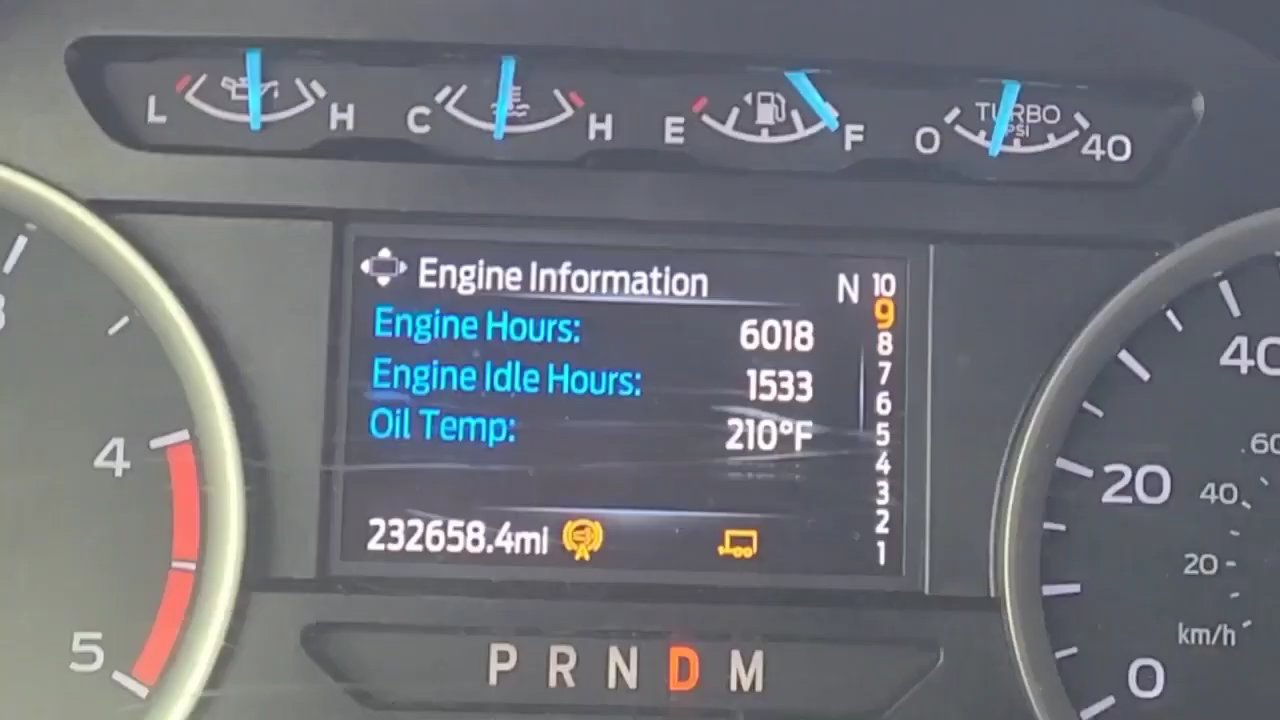 L H C H E F 0 TURBO PSI 40
Engine Information
N 10
Engine Hours: 6018
9
8
Engine Idle Hours: 1533
7
6
Oil Temp: 210°F
5
4
3
2
1
232658.4mi
P R N D M
4
5
40
60
20
40
20
km/h
0